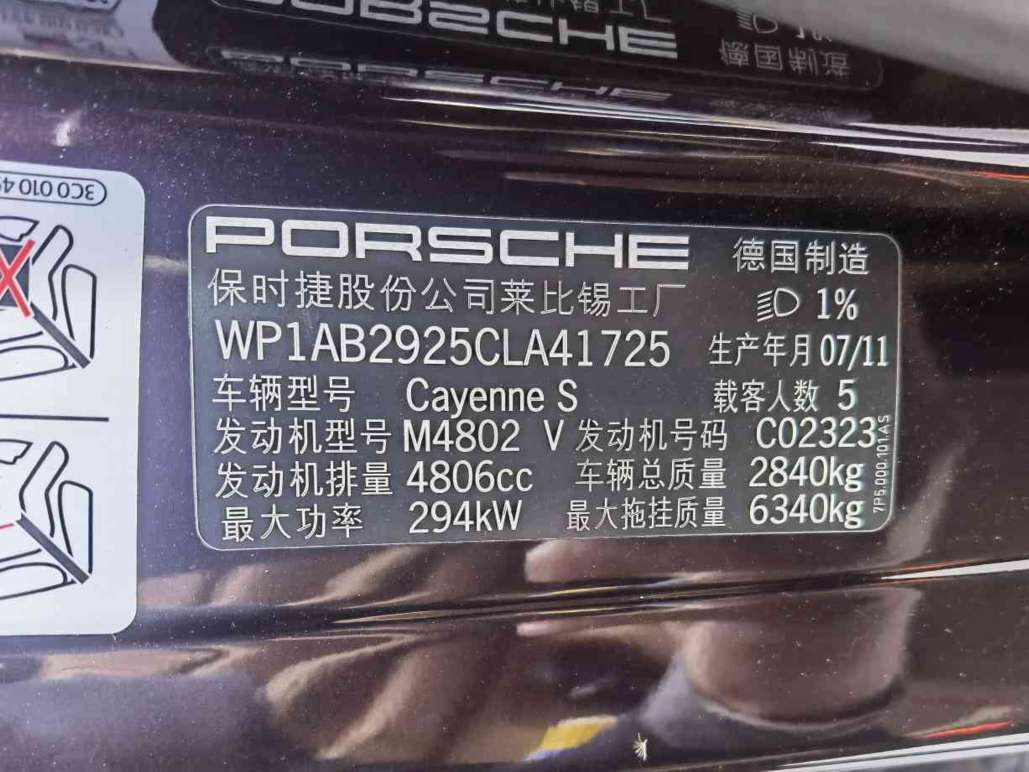 PORSCHE 德国制造
保时捷股份公司莱比锡工厂 1%
WP1AB2925CLA41725 生产年月 07/11
车辆型号 Cayenne S 载客人数 5
发动机型号 M4802 V 发动机号码 C02323
发动机排量 4806cc 车辆总质量 2840kg
最大功率 294kW 最大拖挂质量 6340kg
7P5.000.101.AS
3C0 010 4